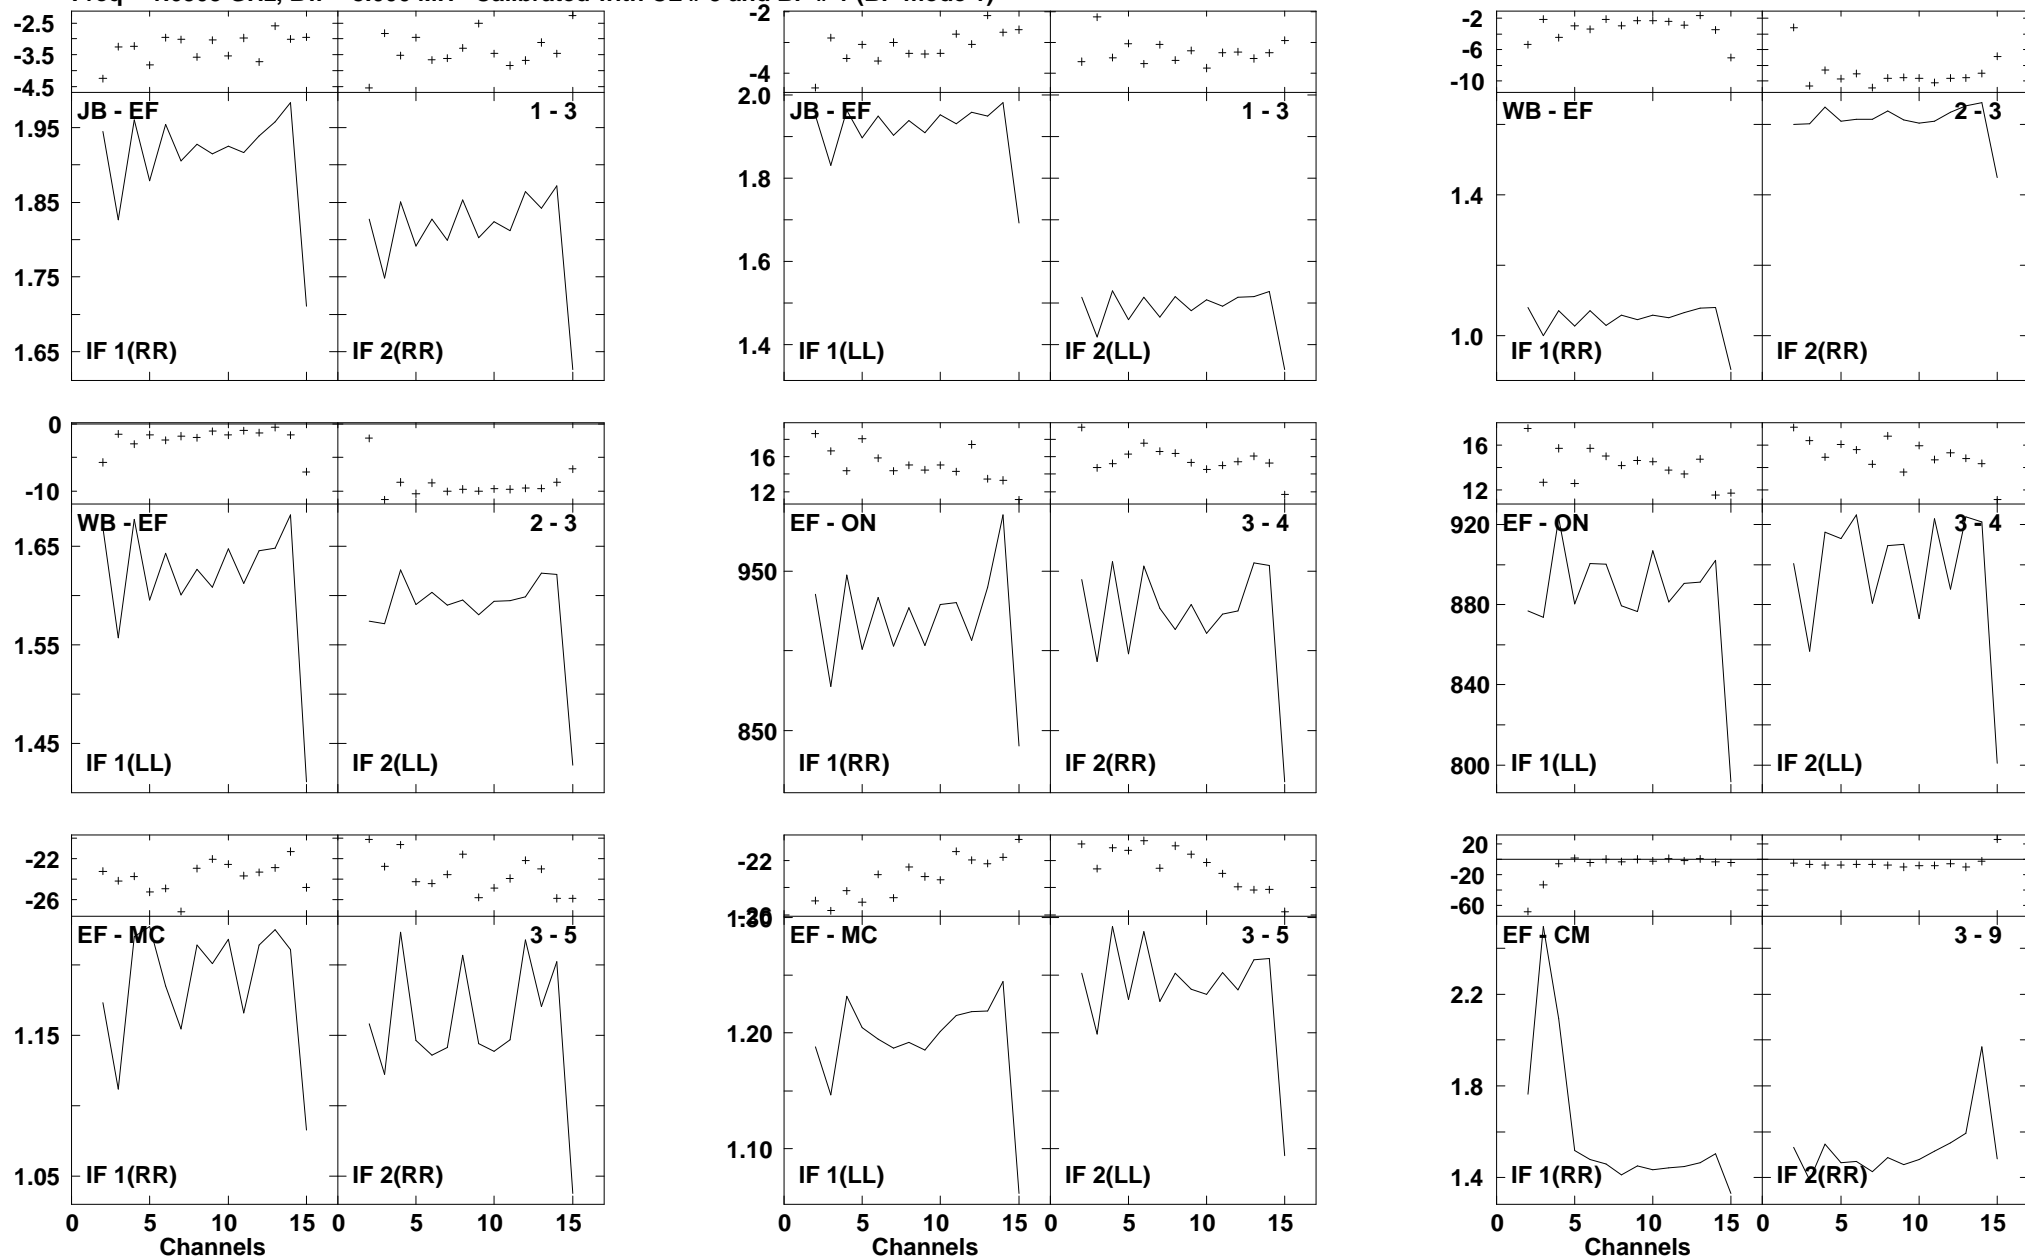 -2.5
-3.5
-4.5
1.95
1.85
1.75
1.65
JB - EF
1 - 3
IF 1(RR)
IF 2(RR)
-2
-4
2.0
1.8
1.6
1.4
JB - EF
1 - 3
IF 1(LL)
IF 2(LL)
-2
-6
-10
1.4
1.0
WB - EF
2 - 3
IF 1(RR)
IF 2(RR)
0
-10
1.65
1.55
1.45
WB - EF
2 - 3
IF 1(LL)
IF 2(LL)
16
12
950
850
EF - ON
3 - 4
IF 1(RR)
IF 2(RR)
16
12
920
880
840
800
EF - ON
3 - 4
IF 1(LL)
IF 2(LL)
-22
-26
1.15
1.05
EF - MC
3 - 5
IF 1(RR)
IF 2(RR)
0 5 10 15 0 5 10 15
Channels
-22
1.30
1.20
1.10
EF - MC
3 - 5
IF 1(LL)
IF 2(LL)
0 5 10 15 0 5 10 15
Channels
20
-20
-60
2.2
1.8
1.4
EF - CM
3 - 9
IF 1(RR)
IF 2(RR)
0 5 10 15 0 5 10 15
Channels